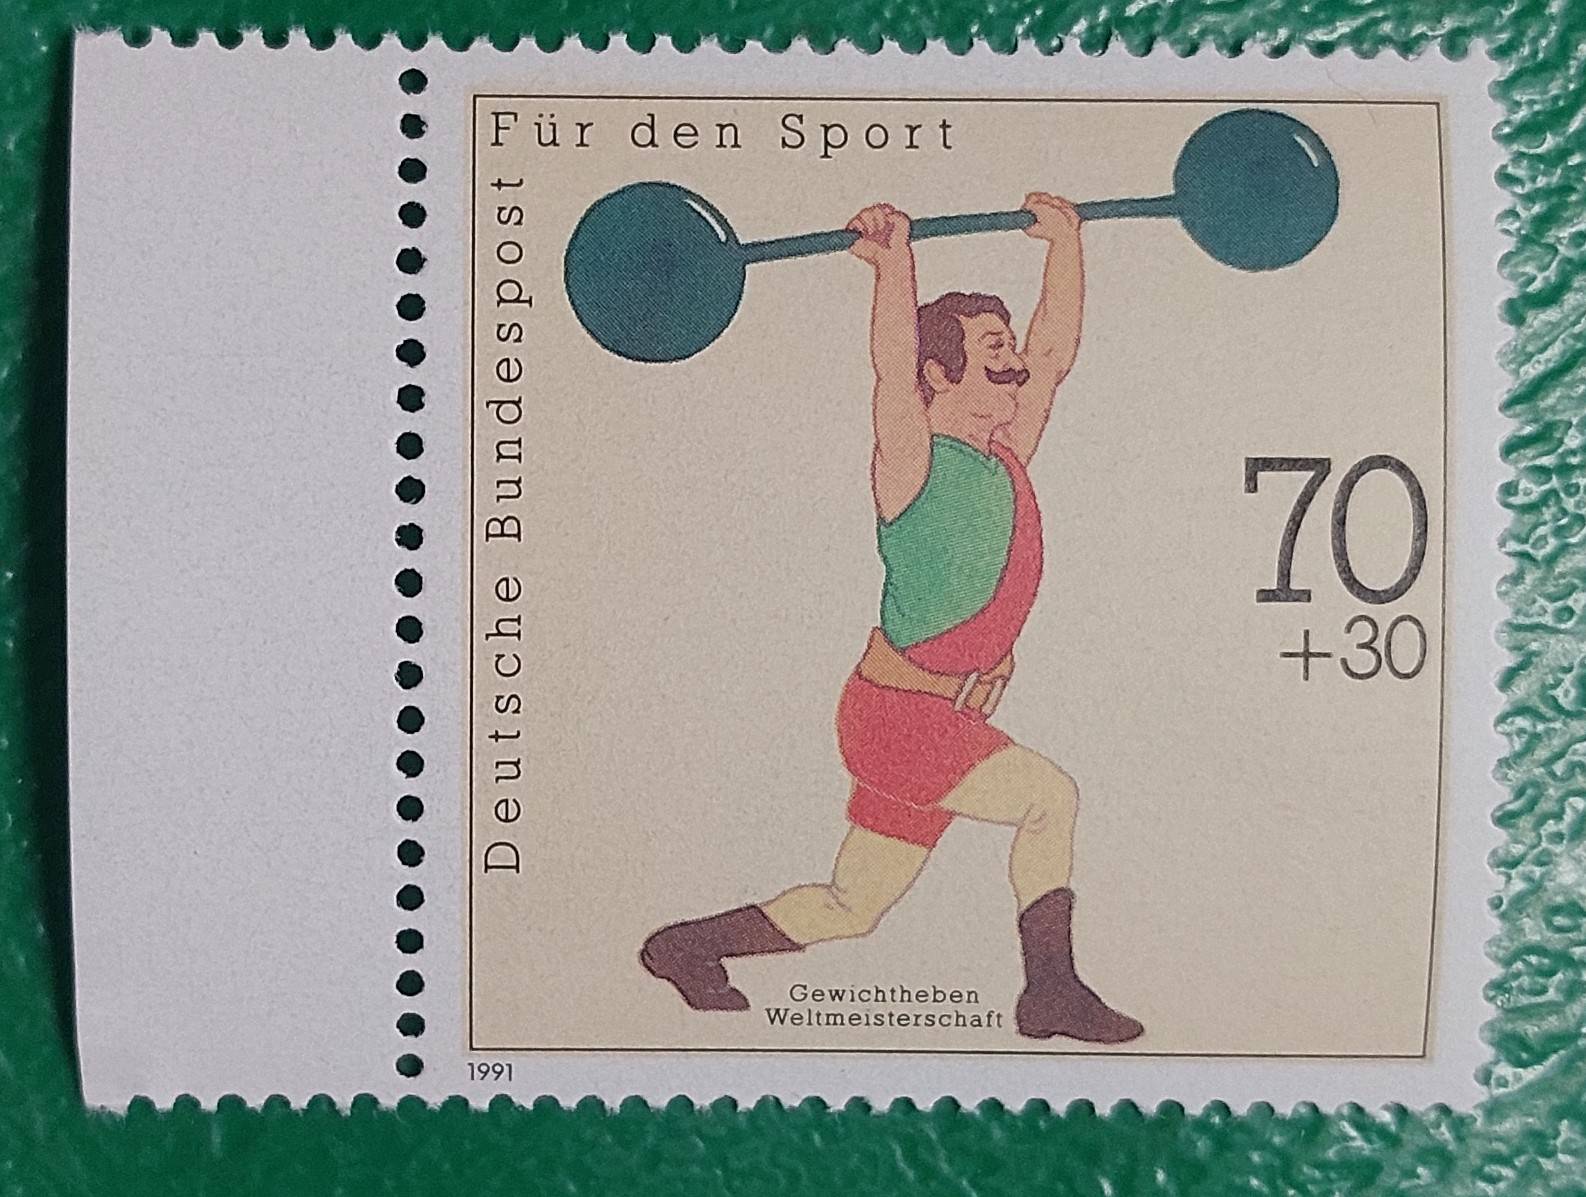 Für den Sport
Deutsche Bundespost
70
+30
Gewichtheben
Weltmeisterschaft
1991